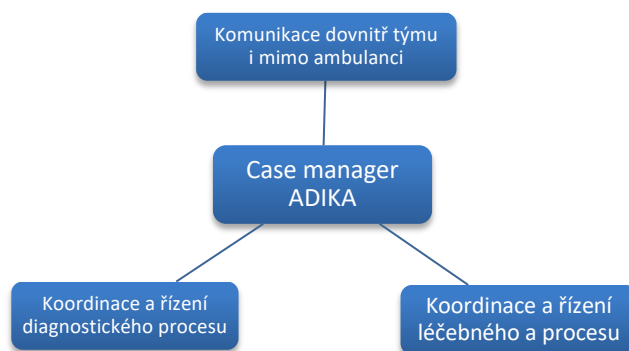 Komunikace dovnitř týmu
i mimo ambulanci
Case manager
ADIKA
Koordinace a řízení
diagnostického procesu
Koordinace a řízení
léčebného a procesu